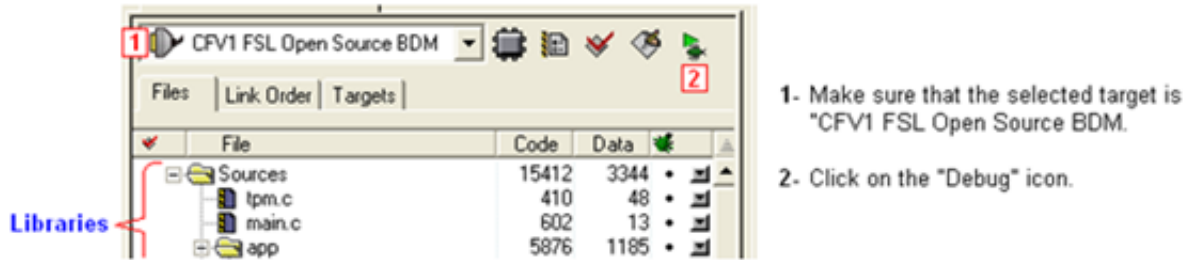 1 CFV1 FSL Open Source BDM
2
Files Link Order Targets
File Code Data
Sources 15412 3344
tpm.c 410 48
main.c 602 13
app 5876 1185
Libraries
1- Make sure that the selected target is
"CFV1 FSL Open Source BDM.
2- Click on the "Debug" icon.